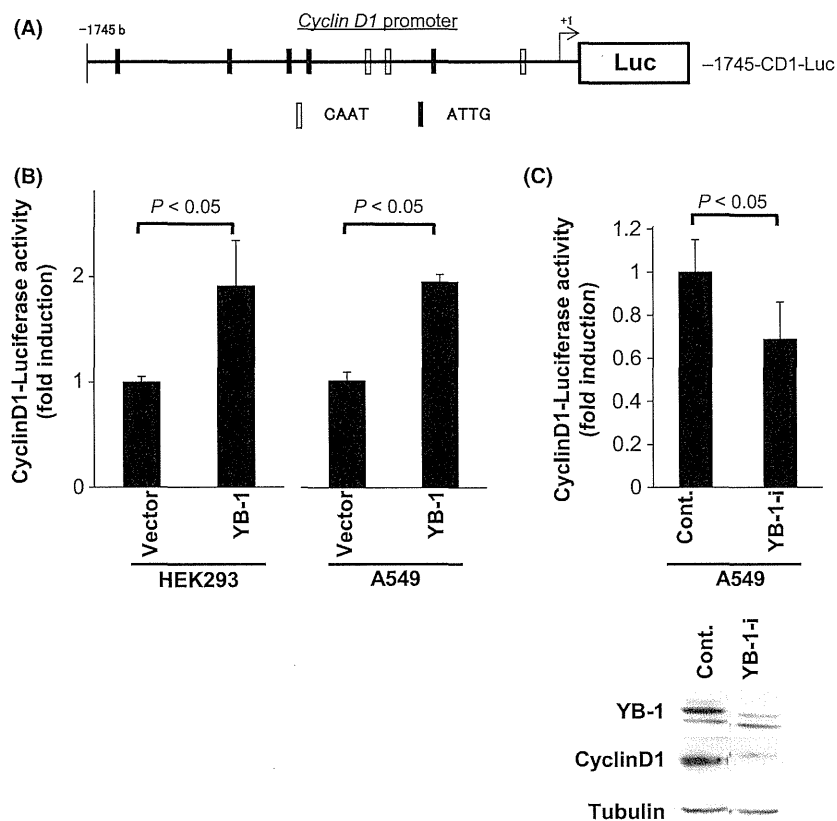 (A)
Cyclin D1 promoter
−1745 b
+1
Luc
−1745-CD1-Luc
CAAT
ATTG
(B)
CyclinD1-Luciferase activity
(fold induction)
2
1
0
P < 0.05
P < 0.05
Vector
YB-1
Vector
YB-1
HEK293
A549
(C)
CyclinD1-Luciferase activity
(fold induction)
1.2
1
0.8
0.6
0.4
0.2
0
P < 0.05
Cont.
YB-1-i
A549
Cont.
YB-1-i
YB-1
CyclinD1
Tubulin